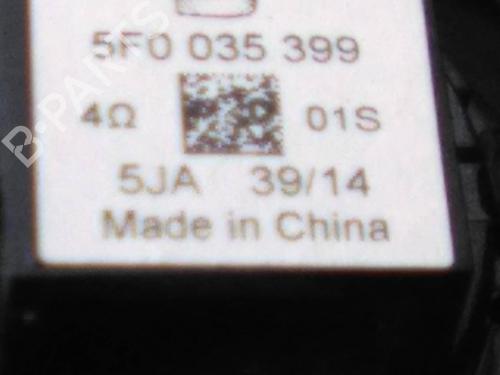 5F0 035 399
4Ω 01S
5JA 39/14
Made in China
B-PARTS